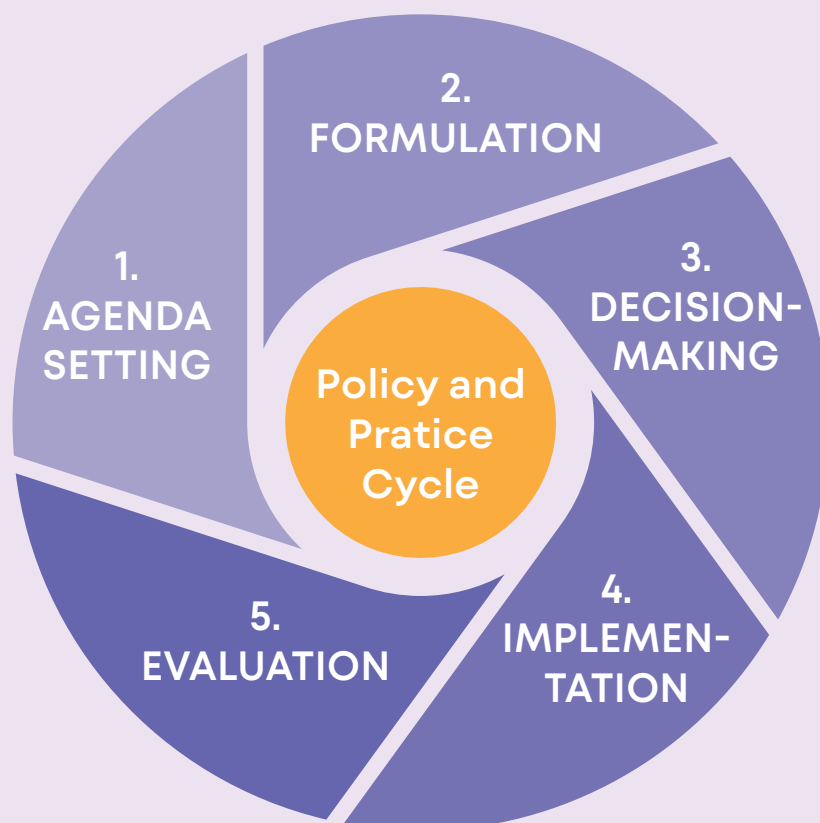 1.
AGENDA
SETTING
2.
FORMULATION
3.
DECISION-
MAKING
4.
IMPLEMEN-
TATION
5.
EVALUATION
Policy and
Pratice
Cycle